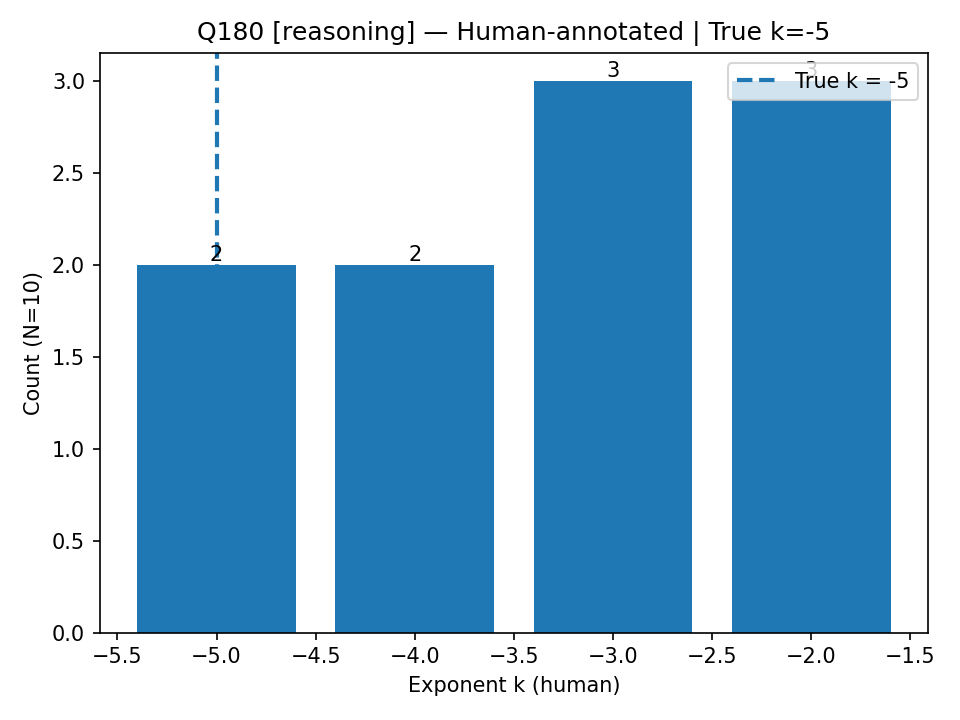 Q180 [reasoning] — Human-annotated | True k=-5
3
3
True k = -5
2
2
3.0
2.5
2.0
1.5
1.0
0.5
0.0
Count (N=10)
−5.5 −5.0 −4.5 −4.0 −3.5 −3.0 −2.5 −2.0 −1.5
Exponent k (human)